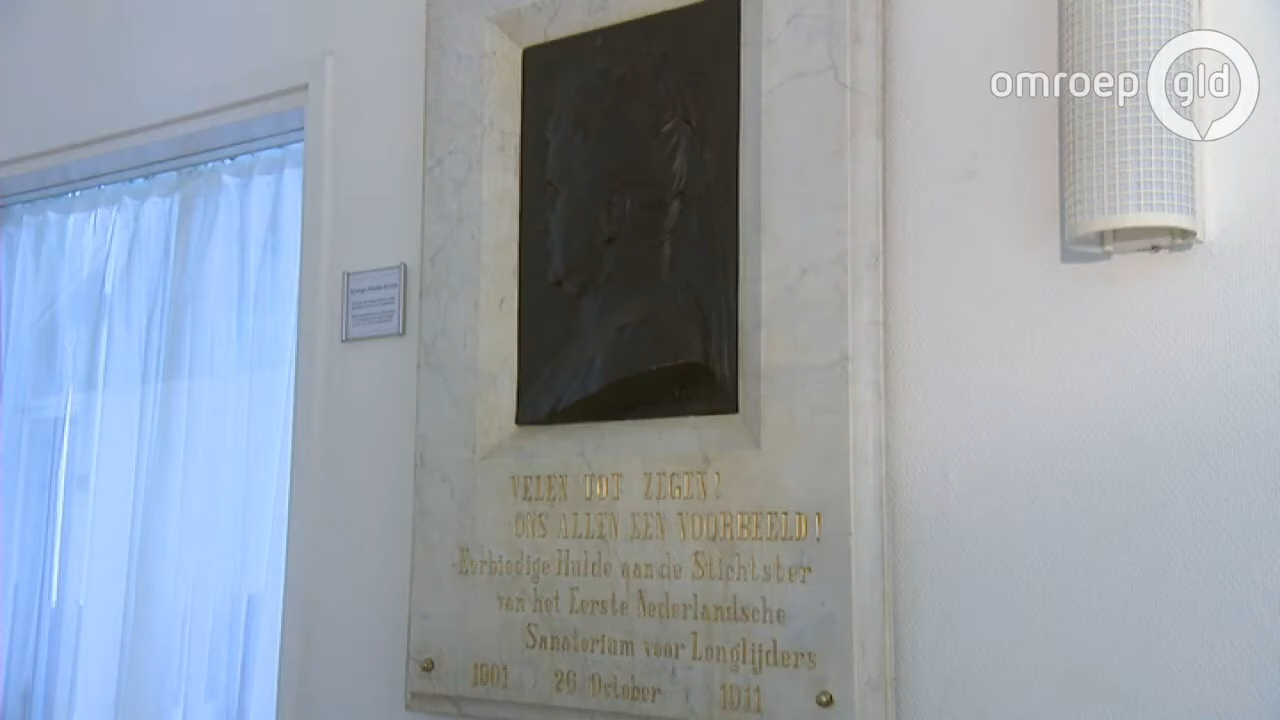 omroep gld
VELEN TOT ZEGEN!
ONS ALLEN EEN VOORBEELD!
Eerbiedige Hulde aan de Stichtster
van het Eerste Nederlandsche
Sanatorium voor Longlijders
1901 26 October 1911